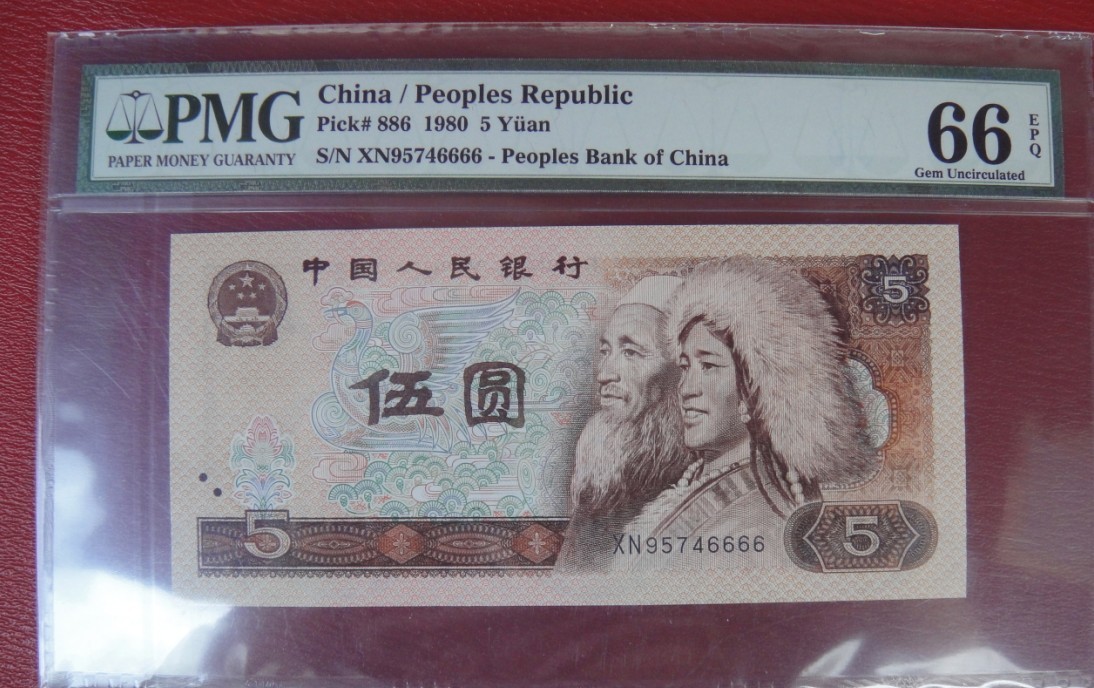 PMG
PAPER MONEY GUARANTY
China / Peoples Republic
Pick# 886 1980 5 Yüan
S/N XN95746666 - Peoples Bank of China
66
EPQ
Gem Uncirculated
中国人民银行
5
伍圆
5
XN95746666
5